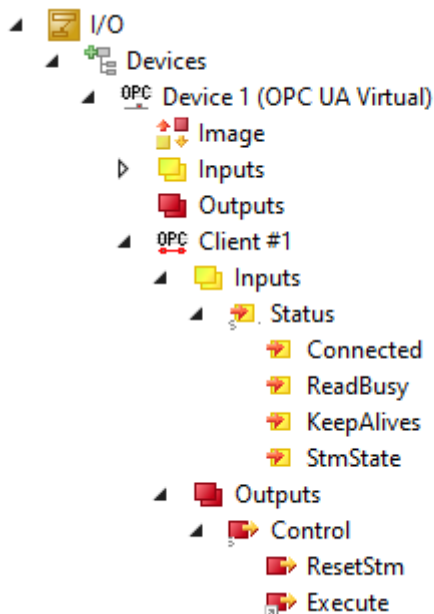 I/O
Devices
OPC Device 1 (OPC UA Virtual)
Image
Inputs
Outputs
OPC Client #1
Inputs
s . Status
Connected
ReadBusy
KeepAlives
StmState
Outputs
s Control
ResetStm
Execute